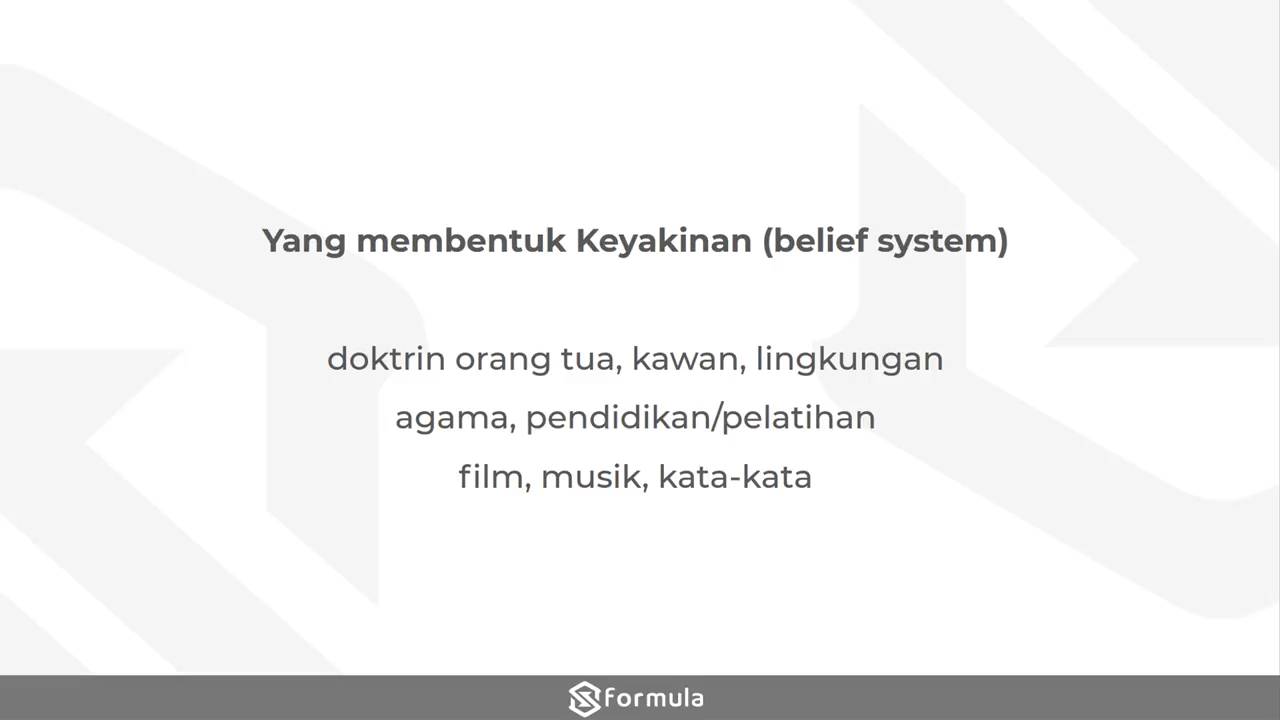 Yang membentuk Keyakinan (belief system)
doktrin orang tua, kawan, lingkungan
agama, pendidikan/pelatihan
film, musik, kata-kata
formula